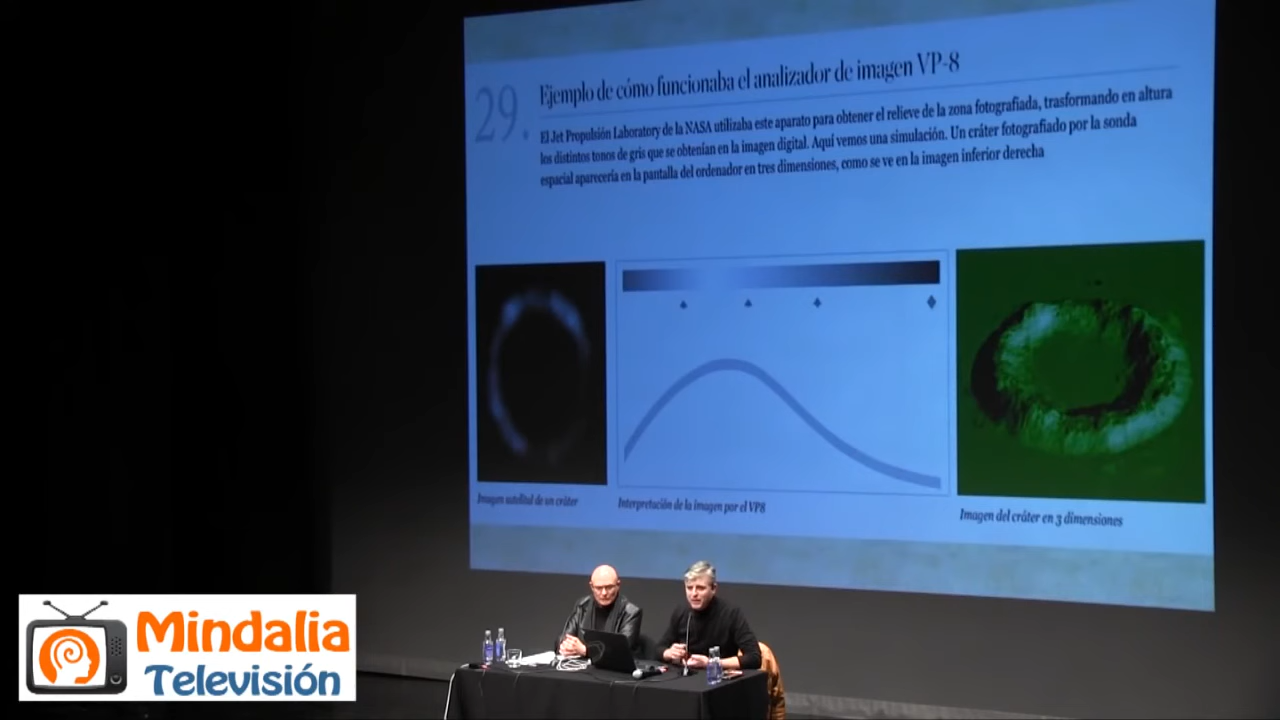 29. Ejemplo de cómo funcionaba el analizador de imagen VP-8
El Jet Propulsión Laboratory de la NASA utilizaba este aparato para obtener el relieve de la zona fotografiada, trasformando en altura
los distintos tonos de gris que se obtenían en la imagen digital. Aquí vemos una simulación. Un cráter fotografiado por la sonda
espacial aparecería en la pantalla del ordenador en tres dimensiones, como se ve en la imagen inferior derecha
Imagen satelital de un cráter
Interpretación de la imagen por el VP8
Imagen del cráter en 3 dimensiones
Mindalia
Televisión